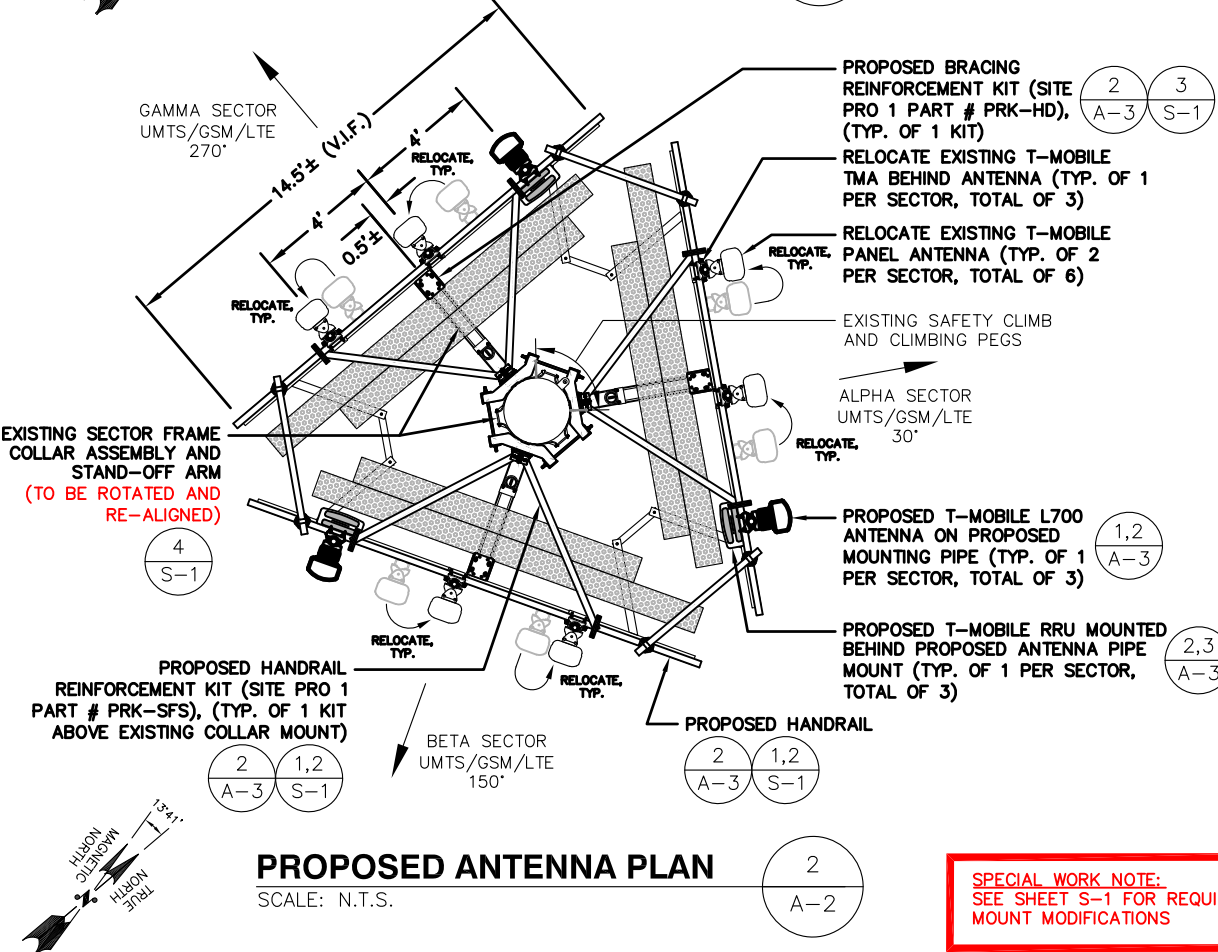 GAMMA SECTOR
UMTS/GSM/LTE
270°
14.5'± (V.I.F.)
4'
4'
0.5'±
RELOCATE,
TYP.
RELOCATE,
TYP.
PROPOSED BRACING
REINFORCEMENT KIT (SITE
PRO 1 PART # PRK-HD),
(TYP. OF 1 KIT)
2
A-3
3
S-1
RELOCATE EXISTING T-MOBILE
TMA BEHIND ANTENNA (TYP. OF 1
PER SECTOR, TOTAL OF 3)
RELOCATE EXISTING T-MOBILE
PANEL ANTENNA (TYP. OF 2
PER SECTOR, TOTAL OF 6)
RELOCATE,
TYP.
EXISTING SAFETY CLIMB
AND CLIMBING PEGS
ALPHA SECTOR
UMTS/GSM/LTE
30°
RELOCATE,
TYP.
EXISTING SECTOR FRAME
COLLAR ASSEMBLY AND
STAND-OFF ARM
(TO BE ROTATED AND
RE-ALIGNED)
4
S-1
PROPOSED T-MOBILE L700
ANTENNA ON PROPOSED
MOUNTING PIPE (TYP. OF 1
PER SECTOR, TOTAL OF 3)
1,2
A-3
PROPOSED T-MOBILE RRU MOUNTED
BEHIND PROPOSED ANTENNA PIPE
MOUNT (TYP. OF 1 PER SECTOR,
TOTAL OF 3)
2,3
A-3
RELOCATE,
TYP.
RELOCATE,
TYP.
PROPOSED HANDRAIL
REINFORCEMENT KIT (SITE PRO 1
PART # PRK-SFS), (TYP. OF 1 KIT
ABOVE EXISTING COLLAR MOUNT)
2
A-3
1,2
S-1
BETA SECTOR
UMTS/GSM/LTE
150°
PROPOSED HANDRAIL
2
A-3
1,2
S-1
13°41'
MAGNETIC
NORTH
TRUE
NORTH
PROPOSED ANTENNA PLAN
SCALE: N.T.S.
2
A-2
SPECIAL WORK NOTE:
SEE SHEET S-1 FOR REQUI
MOUNT MODIFICATIONS